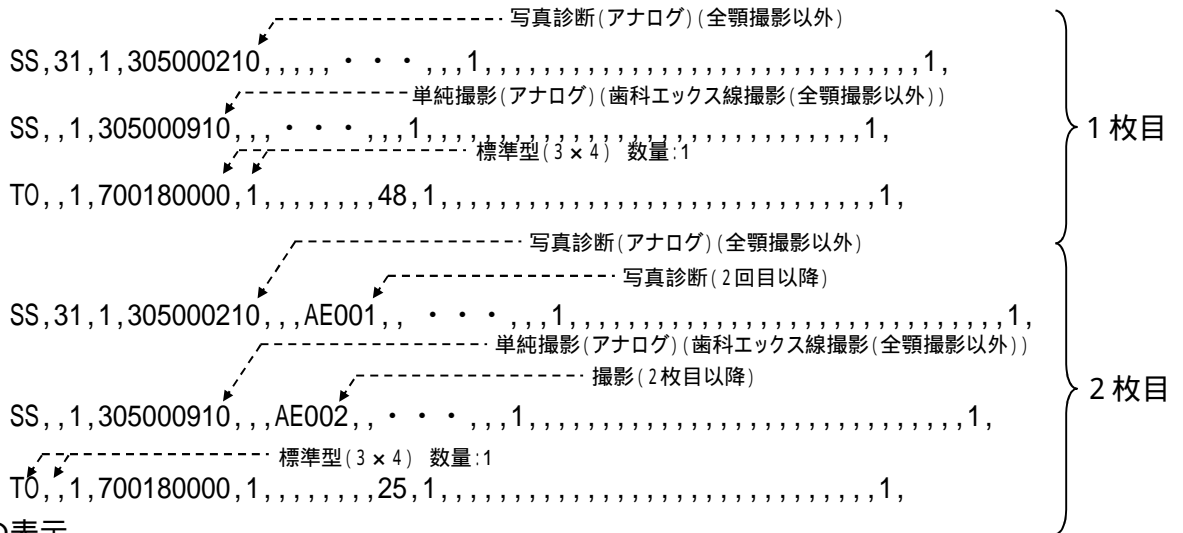 写真診断(アナログ)(全顎撮影以外)
SS,31,1,305000210,,,,,・・・,,,1,,,,,,,,,,,,,,,,,,,,,,,,,,,,,,1,
単純撮影(アナログ)(歯科エックス線撮影(全顎撮影以外))
SS,,1,305000910,,,・・・,,,1,,,,,,,,,,,,,,,,,,,,,,,,,,,,,,1,
1枚目
標準型(3×4) 数量:1
TO,,1,700180000,1,,,,,,,,48,1,,,,,,,,,,,,,,,,,,,,,,,,,,,,,,1,
写真診断(アナログ)(全顎撮影以外)
写真診断(2回目以降)
SS,31,1,305000210,,,AE001,,・・・,,,1,,,,,,,,,,,,,,,,,,,,,,,,,,,,,,1,
単純撮影(アナログ)(歯科エックス線撮影(全顎撮影以外))
撮影(2枚目以降)
2枚目
SS,,1,305000910,,,AE002,,・・・,,,1,,,,,,,,,,,,,,,,,,,,,,,,,,,,,,1,
標準型(3×4) 数量:1
TO,,1,700180000,1,,,,,,,,25,1,,,,,,,,,,,,,,,,,,,,,,,,,,,,,,1,
の表示